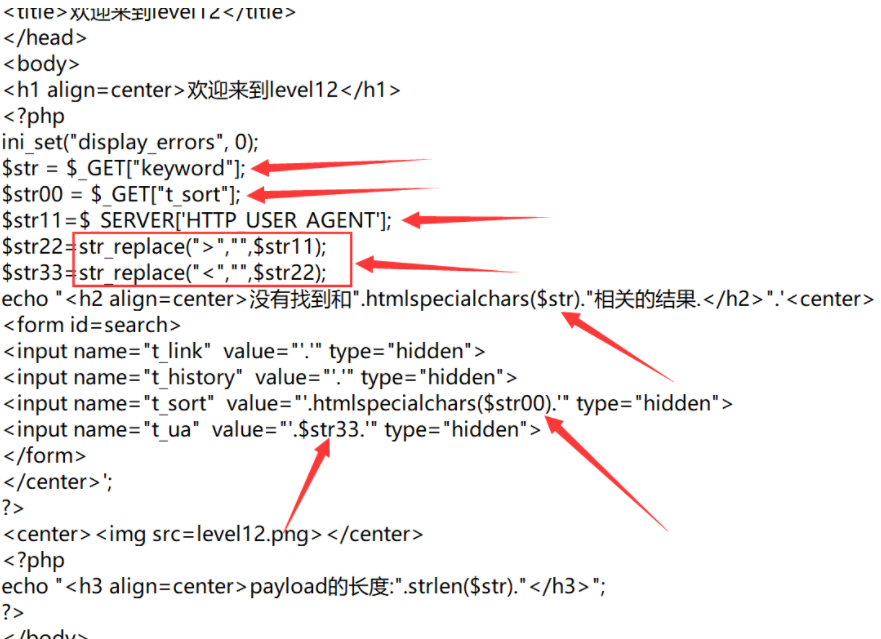 <title>欢迎来到level12</title>
</head>
<body>
<h1 align=center>欢迎来到level12</h1>
<?php
ini_set("display_errors", 0);
$str = $_GET["keyword"];
$str00 = $_GET["t_sort"];
$str11=$_SERVER['HTTP_USER_AGENT'];
$str22=str_replace(">","",$str11);
$str33=str_replace("<","",$str22);
echo "<h2 align=center>没有找到和".htmlspecialchars($str)."相关的结果.</h2>".'<center>
<form id=search>
<input name="t_link"  value="'.'" type="hidden">
<input name="t_history"  value="'.'" type="hidden">
<input name="t_sort"  value="'.htmlspecialchars($str00).'" type="hidden">
<input name="t_ua"  value="'.$str33.'" type="hidden">
</form>
</center>';
?>
<center><img src=level12.png></center>
<?php
echo "<h3 align=center>payload的长度:".strlen($str)."</h3>";
?>
</body>